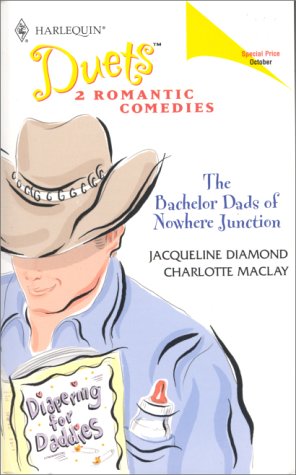 HARLEQUIN®
Duets™
2 ROMANTIC
COMEDIES
Special Price
October
The
Bachelor Dads of
Nowhere Junction
JACQUELINE DIAMOND
CHARLOTTE MACLAY
Diapering
for
Daddies